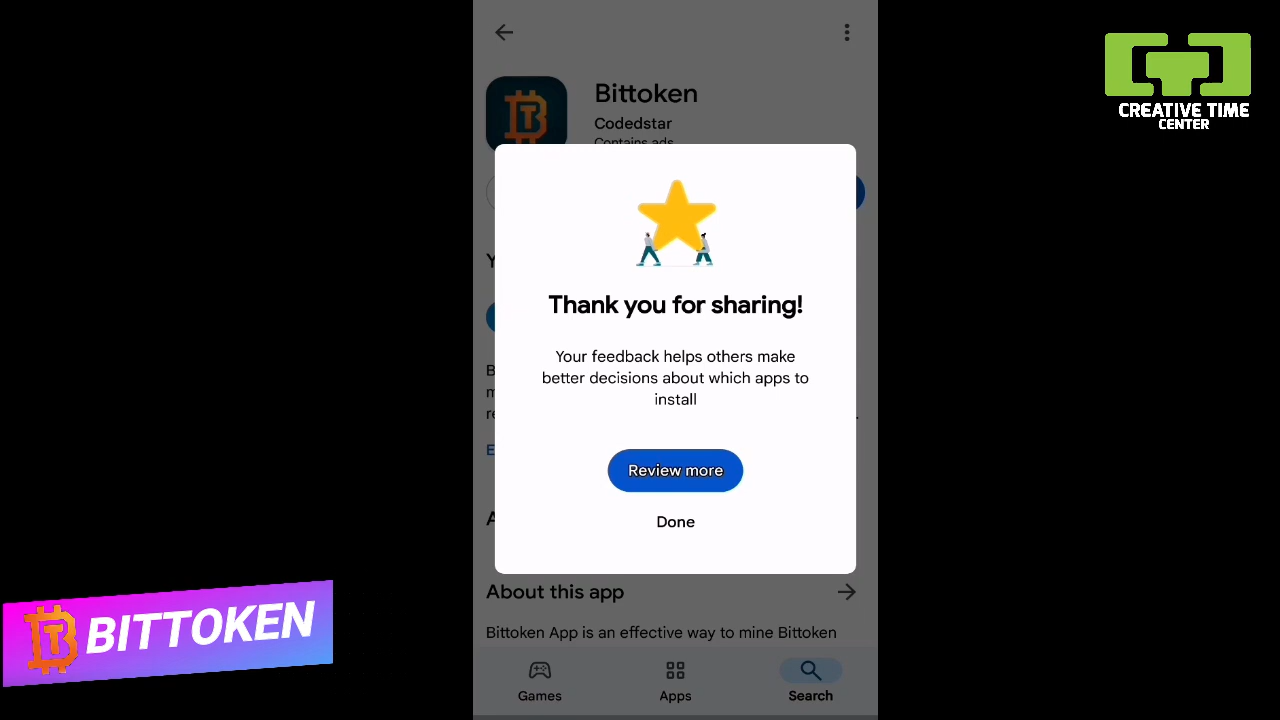 Bittoken
Codedstar
Contains ads
CREATIVE TIME
CENTER
Thank you for sharing!
Your feedback helps others make
better decisions about which apps to
install
Review more
Done
About this app
Bittoken App is an effective way to mine Bittoken
BITTOKEN
Games
Apps
Search